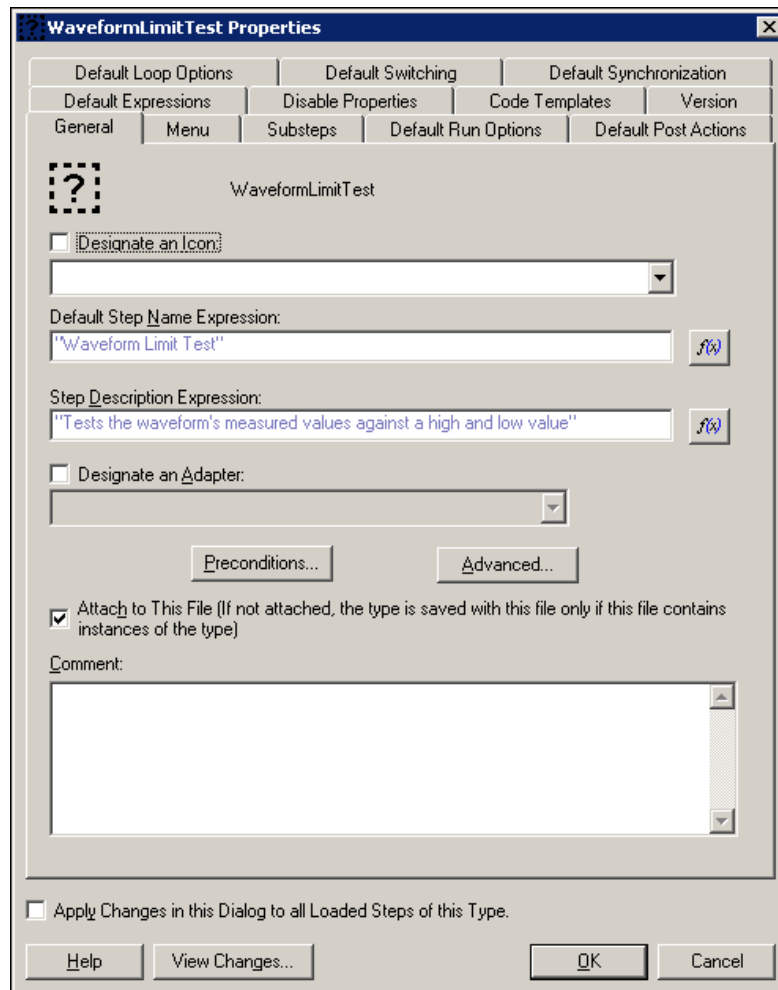 WaveformLimitTest Properties
Default Loop Options Default Switching Default Synchronization
Default Expressions Disable Properties Code Templates Version
General Menu Substeps Default Run Options Default Post Actions
WaveformLimitTest
Designate an Icon:
Default Step Name Expression:
"Waveform Limit Test"
f(x)
Step Description Expression:
"Tests the waveform's measured values against a high and low value"
f(x)
Designate an Adapter:
Preconditions... Advanced...
Attach to This File (If not attached, the type is saved with this file only if this file contains
instances of the type)
Comment:
Apply Changes in this Dialog to all Loaded Steps of this Type.
Help View Changes... OK Cancel